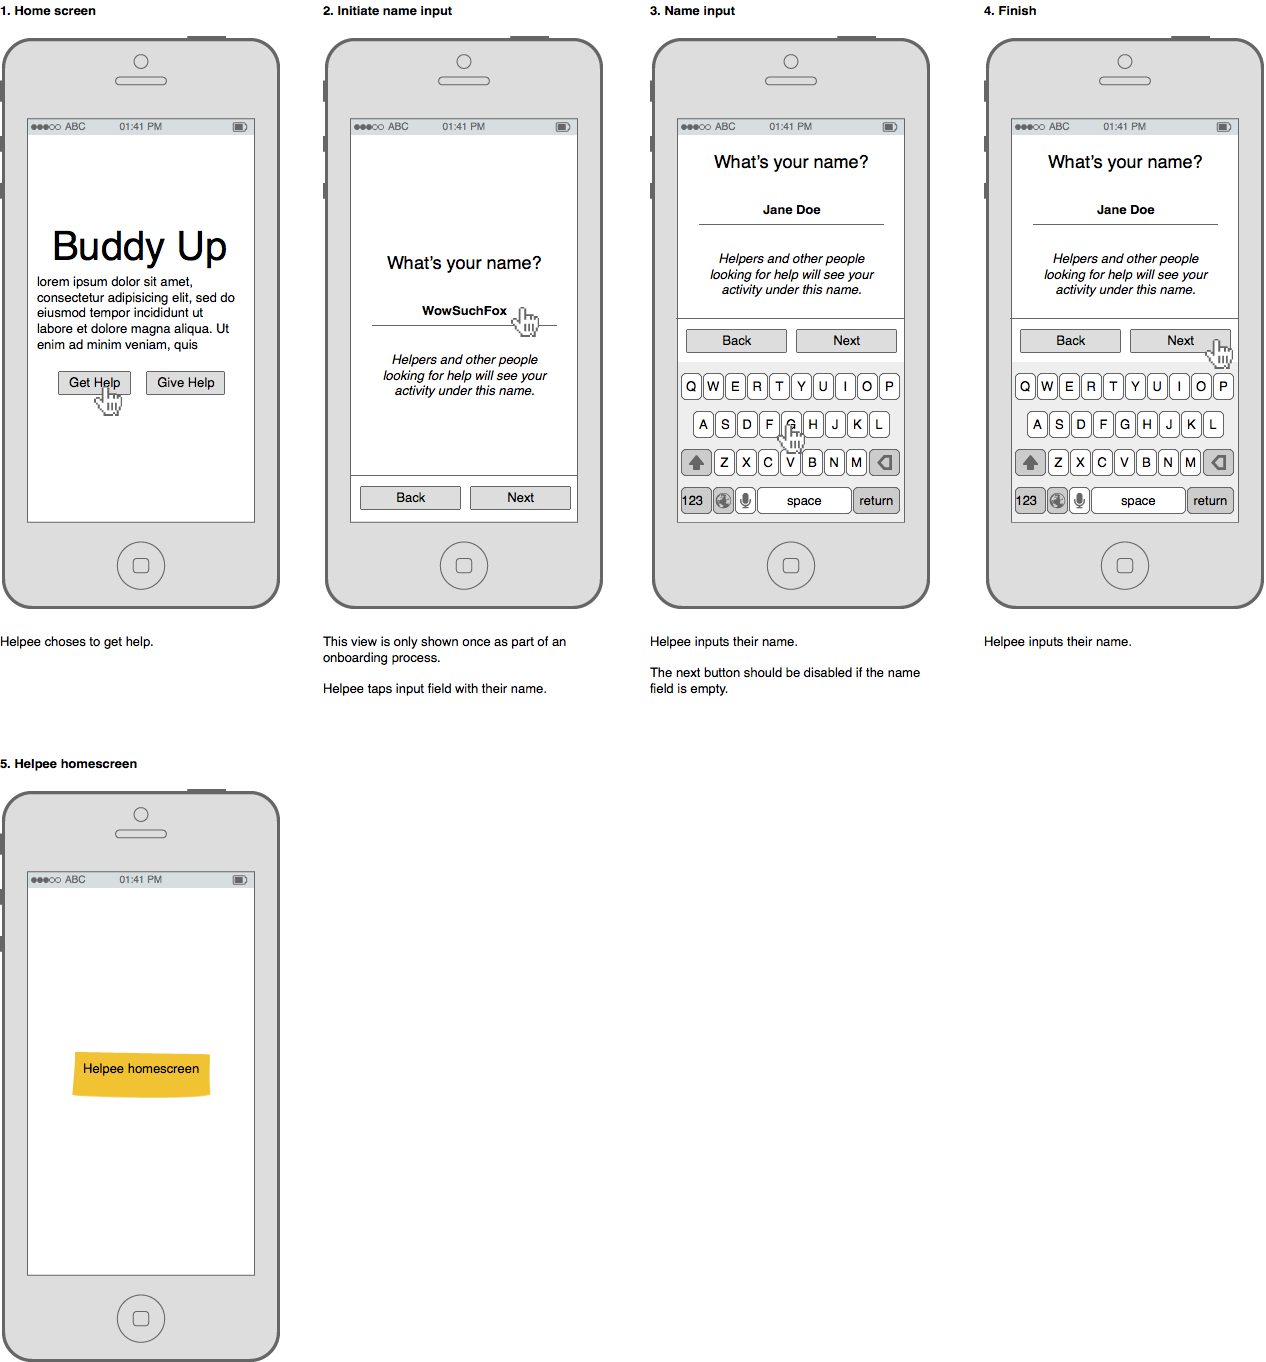 1. Home screen
2. Initiate name input
3. Name input
4. Finish
ABC 01:41 PM
Buddy Up
lorem ipsum dolor sit amet,
consectetur adipisicing elit, sed do
eiusmod tempor incididunt ut
labore et dolore magna aliqua. Ut
enim ad minim veniam, quis
Get Help
Give Help
ABC 01:41 PM
What's your name?
WowSuchFox
Helpers and other people
looking for help will see your
activity under this name.
Back
Next
ABC 01:41 PM
What's your name?
Jane Doe
Helpers and other people
looking for help will see your
activity under this name.
Back
Next
Q W E R T Y U I O P
A S D F G H J K L
Z X C V B N M
123 space return
ABC 01:41 PM
What's your name?
Jane Doe
Helpers and other people
looking for help will see your
activity under this name.
Back
Next
Q W E R T Y U I O P
A S D F G H J K L
Z X C V B N M
123 space return
Helpee choses to get help.
This view is only shown once as part of an
onboarding process.
Helpee taps input field with their name.
Helpee inputs their name.
The next button should be disabled if the name
field is empty.
Helpee inputs their name.
5. Helpee homescreen
ABC 01:41 PM
Helpee homescreen